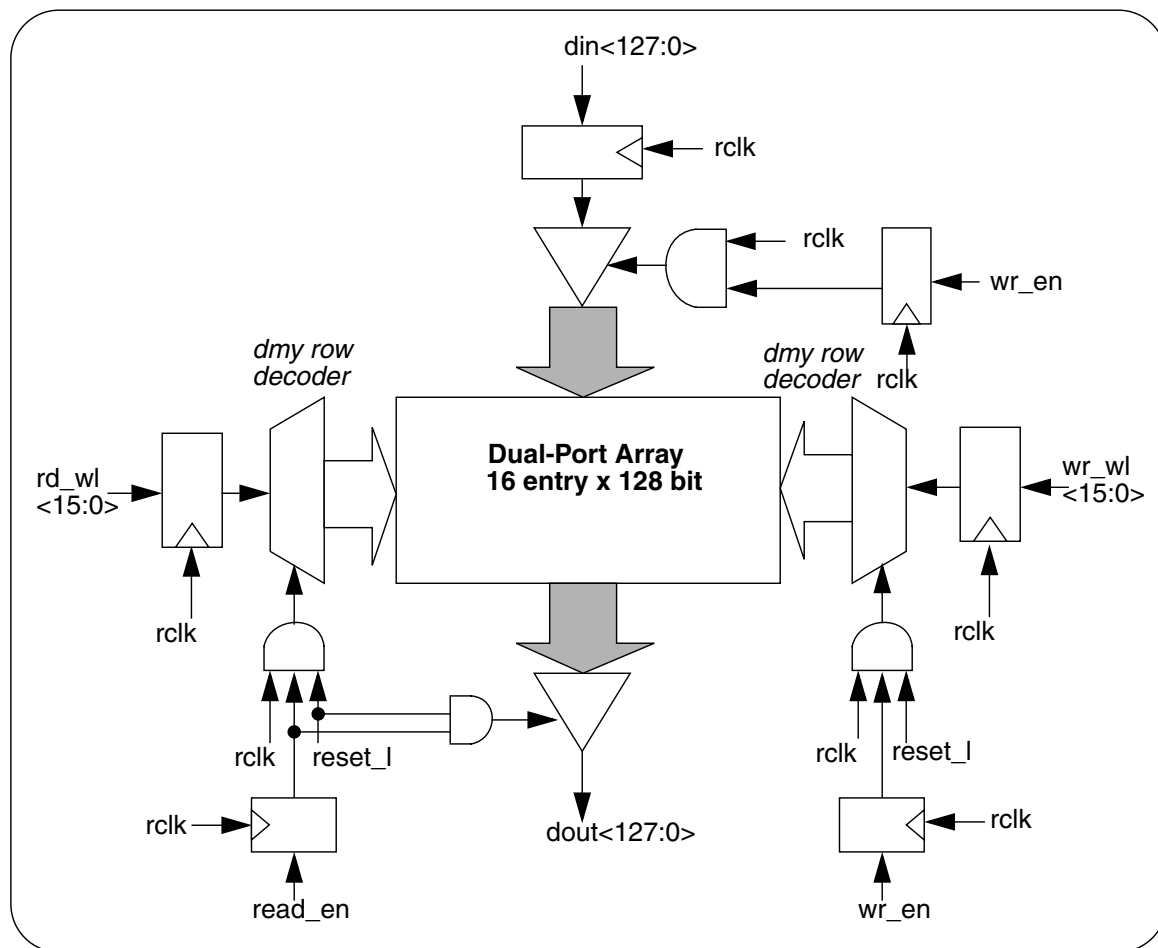 din<127:0>
rclk
rclk
wr_en
rclk
dmy row
decoder
dmy row
decoder
Dual-Port Array
16 entry x 128 bit
rd_wl
<15:0>
wr_wl
<15:0>
rclk
rclk
rclk
reset_l
rclk
reset_l
rclk
dout<127:0>
rclk
read_en
wr_en